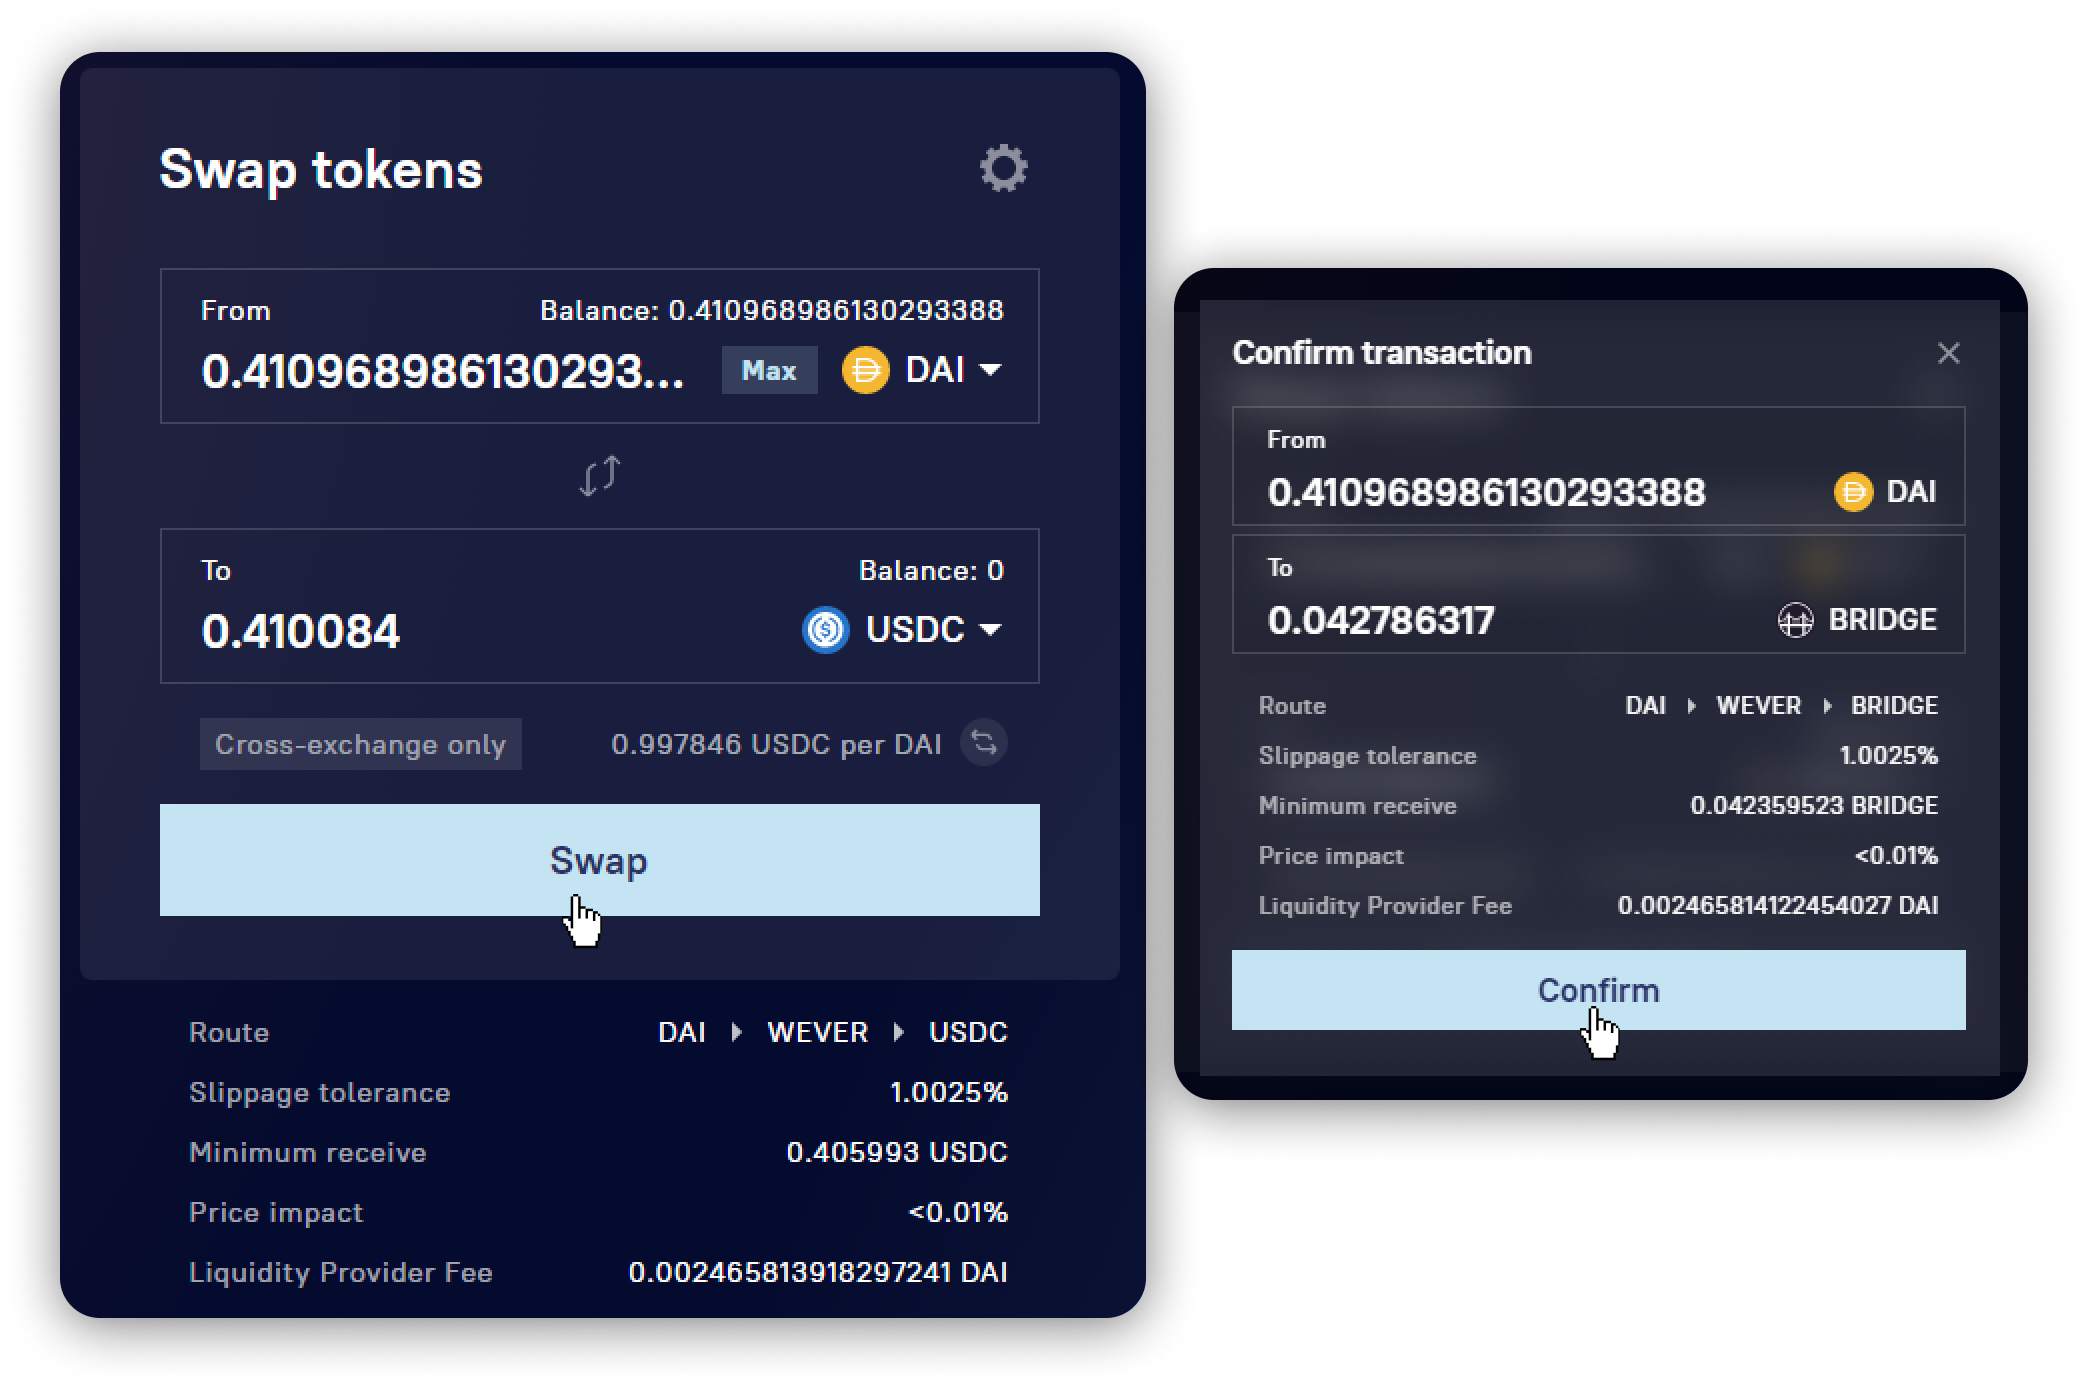 Swap tokens
From Balance: 0.410968986130293388
0.410968986130293... Max DAI
To Balance: 0
0.410084 USDC
Cross-exchange only 0.997846 USDC per DAI
Swap
Route DAI WEVER USDC
Slippage tolerance 1.0025%
Minimum receive 0.405993 USDC
Price impact <0.01%
Liquidity Provider Fee 0.002465813918297241 DAI
Confirm transaction
From
0.410968986130293388 DAI
To
0.042786317 BRIDGE
Route DAI WEVER BRIDGE
Slippage tolerance 1.0025%
Minimum receive 0.042359523 BRIDGE
Price impact <0.01%
Liquidity Provider Fee 0.002465814122454027 DAI
Confirm